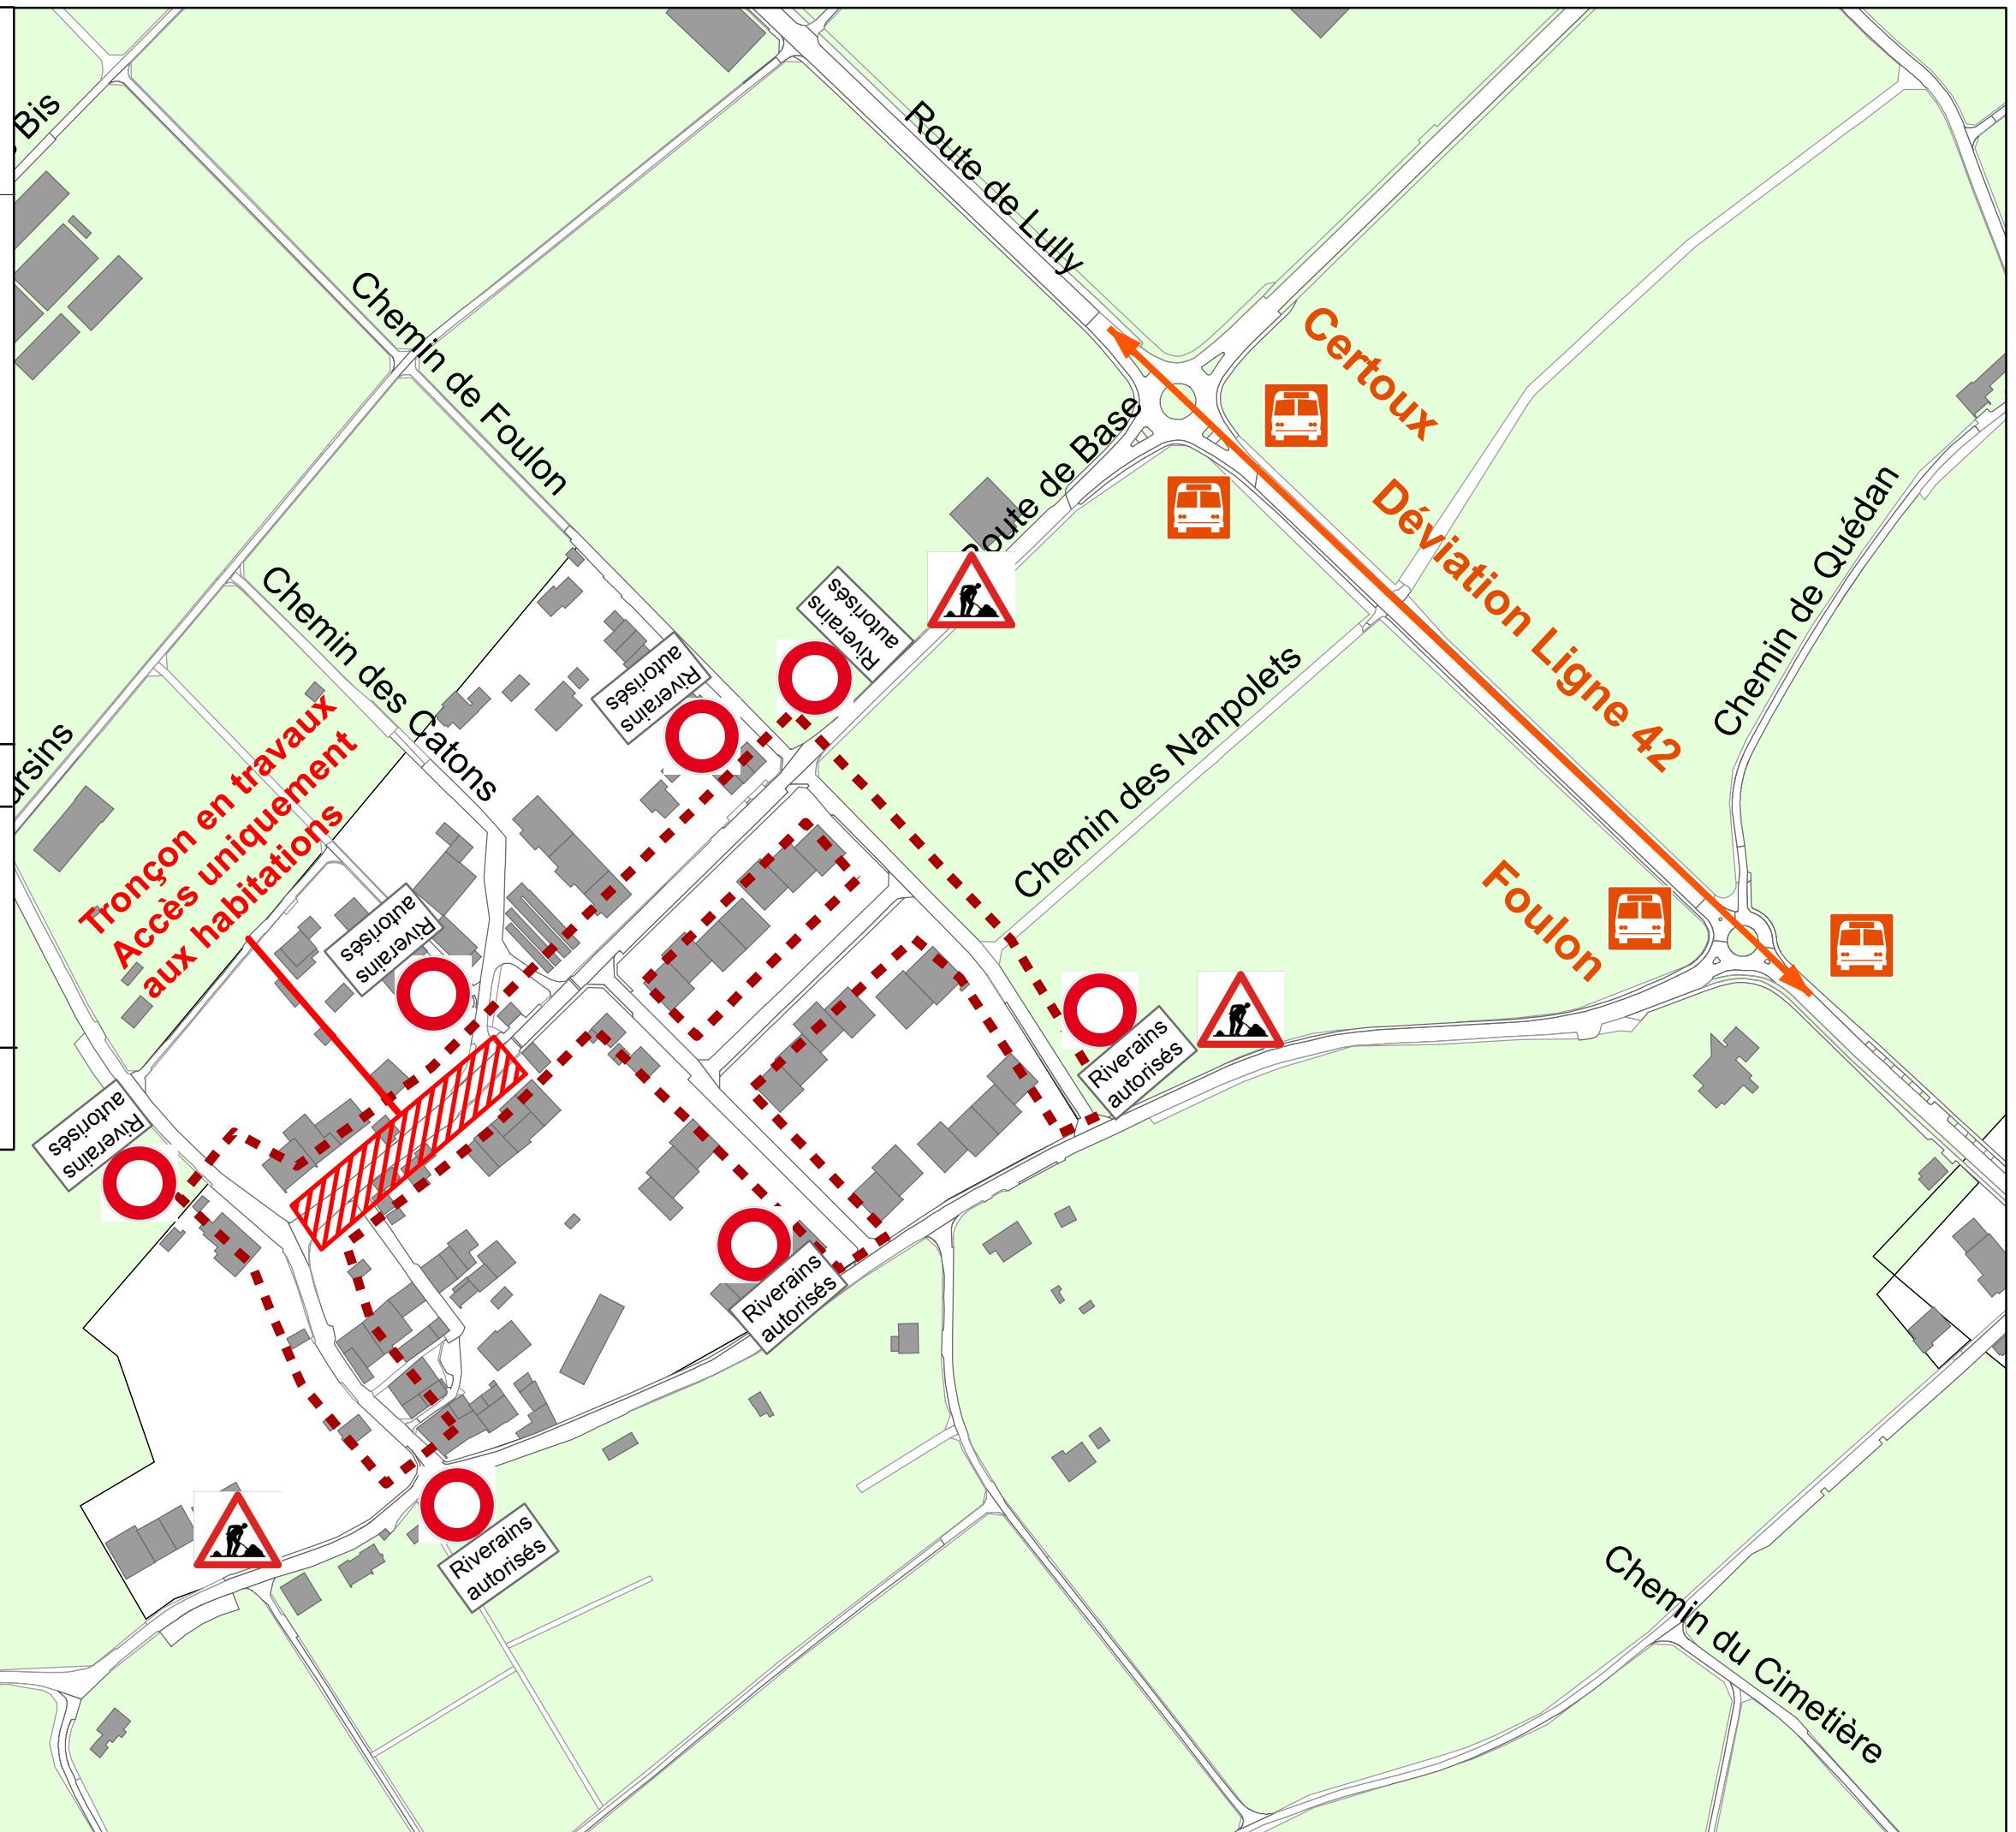 Bis
Route de Lully
Chemin de Foulon
Certoux
Route de Base
Déviation Ligne 42
Chemin de Quédan
Chemin des Catons
Riverains
autorisés
Riverains
autorisés
Chemin des Nanpolets
Tronçon en travaux
Accès uniquement
aux habitations
Foulon
Riverains
autorisés
Riverains
autorisés
Riverains
autorisés
Riverains
autorisés
Riverains
autorisés
Chemin du Cimetière